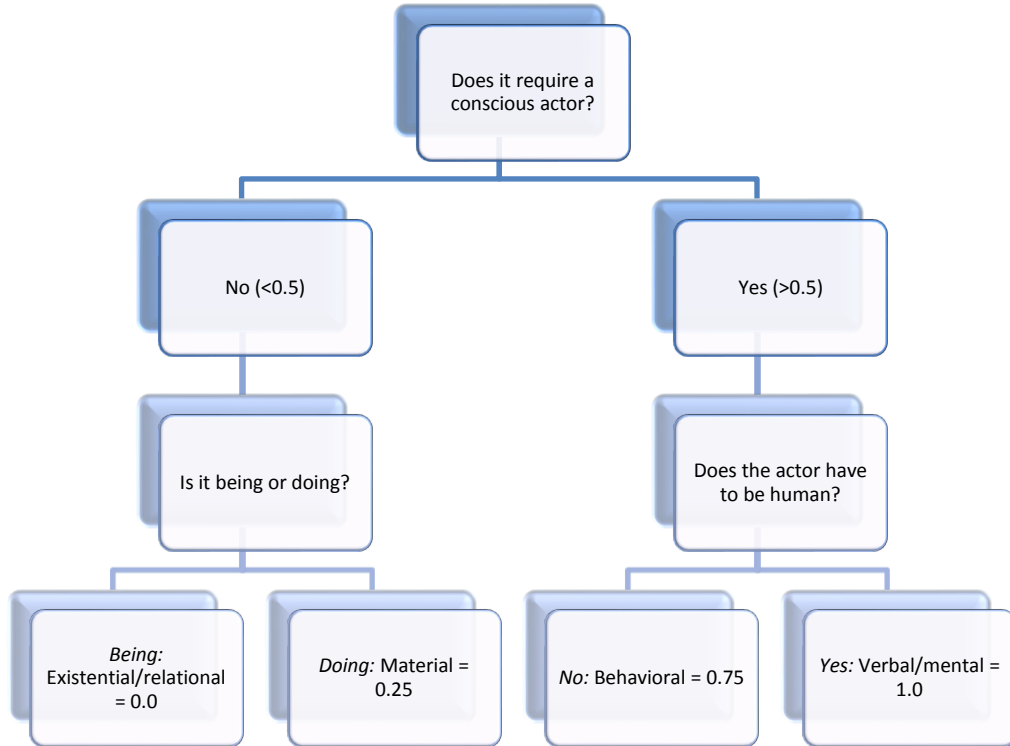 Does it require a
conscious actor?
No (<0.5)
Yes (>0.5)
Is it being or doing?
Does the actor have
to be human?
Being:
Existential/relational
= 0.0
Doing: Material =
0.25
No: Behavioral = 0.75
Yes: Verbal/mental =
1.0